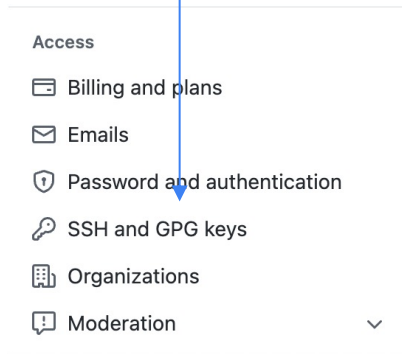 Access
Billing and plans
Emails
Password and authentication
SSH and GPG keys
Organizations
Moderation